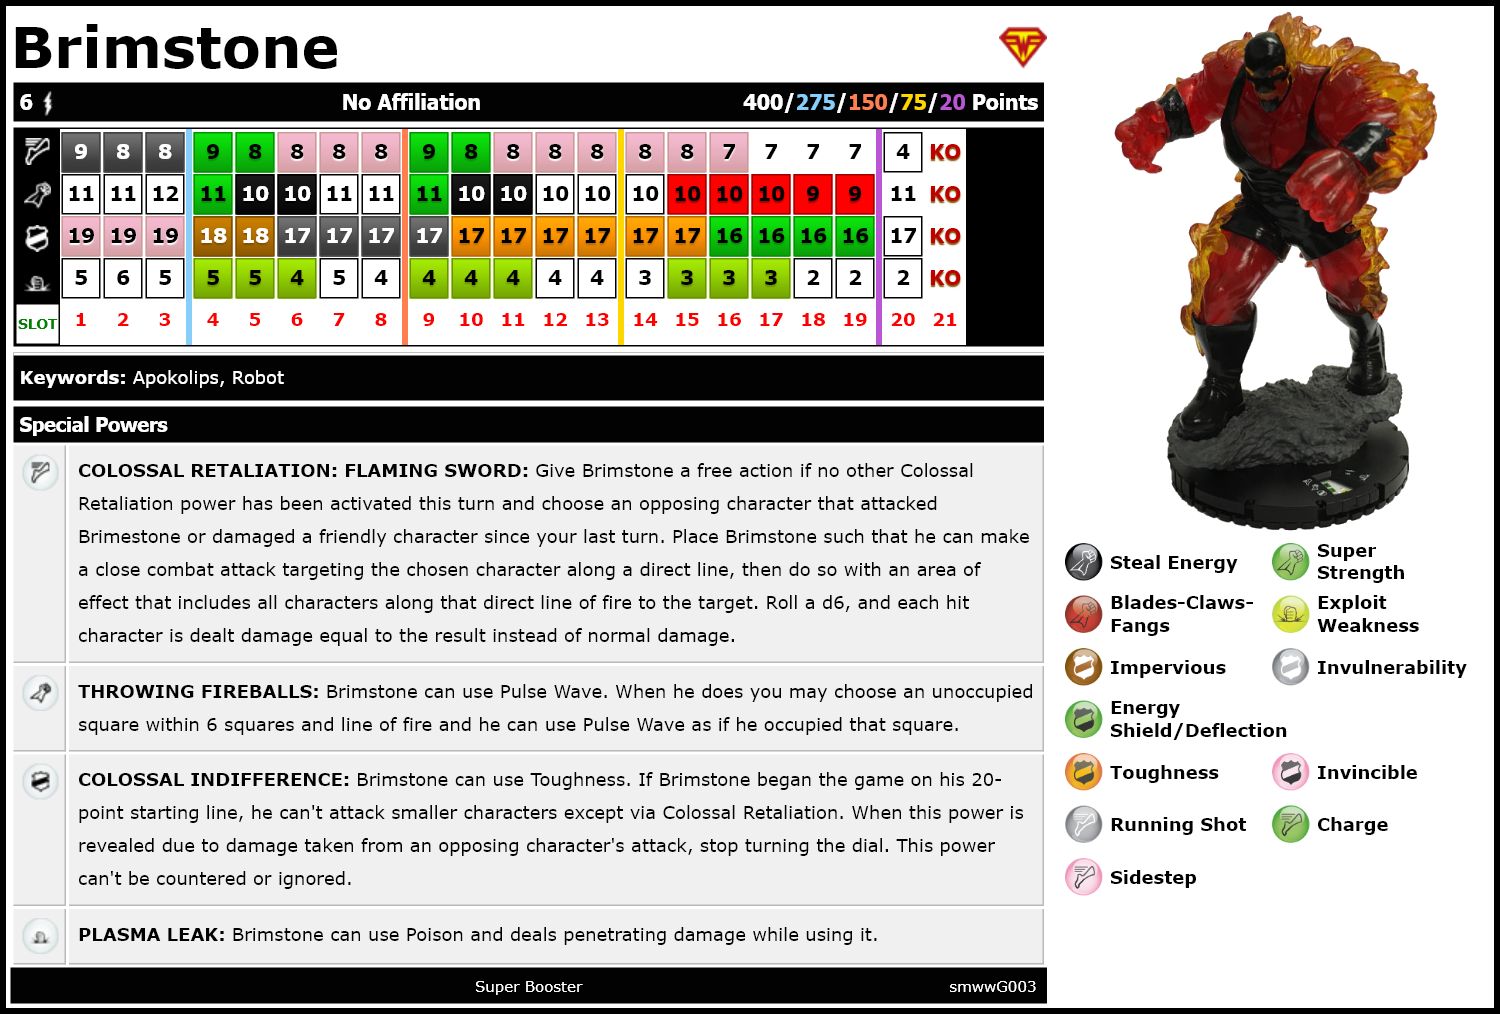 Brimstone
6 No Affiliation 400/275/150/75/20 Points
9 8 8 9 8 8 8 8 9 8 8 8 8 8 8 7 7 7 7 4 KO
11 11 12 11 10 10 11 11 11 10 10 10 10 10 10 10 10 9 9 11 KO
19 19 19 18 18 17 17 17 17 17 17 17 17 17 17 16 16 16 16 17 KO
5 6 5 5 5 4 5 4 4 4 4 4 4 3 3 3 3 2 2 2 KO
SLOT 1 2 3 4 5 6 7 8 9 10 11 12 13 14 15 16 17 18 19 20 21
Keywords: Apokolips, Robot
Special Powers
COLOSSAL RETALIATION: FLAMING SWORD: Give Brimstone a free action if no other Colossal
Retaliation power has been activated this turn and choose an opposing character that attacked
Brimestone or damaged a friendly character since your last turn. Place Brimstone such that he can make
a close combat attack targeting the chosen character along a direct line, then do so with an area of
effect that includes all characters along that direct line of fire to the target. Roll a d6, and each hit
character is dealt damage equal to the result instead of normal damage.
THROWING FIREBALLS: Brimstone can use Pulse Wave. When he does you may choose an unoccupied
square within 6 squares and line of fire and he can use Pulse Wave as if he occupied that square.
COLOSSAL INDIFFERENCE: Brimstone can use Toughness. If Brimstone began the game on his 20-
point starting line, he can't attack smaller characters except via Colossal Retaliation. When this power is
revealed due to damage taken from an opposing character's attack, stop turning the dial. This power
can't be countered or ignored.
PLASMA LEAK: Brimstone can use Poison and deals penetrating damage while using it.
Super Booster smwwG003
Steal Energy
Super
Strength
Blades-Claws-
Fangs
Exploit
Weakness
Impervious
Invulnerability
Energy
Shield/Deflection
Toughness
Invincible
Running Shot
Charge
Sidestep